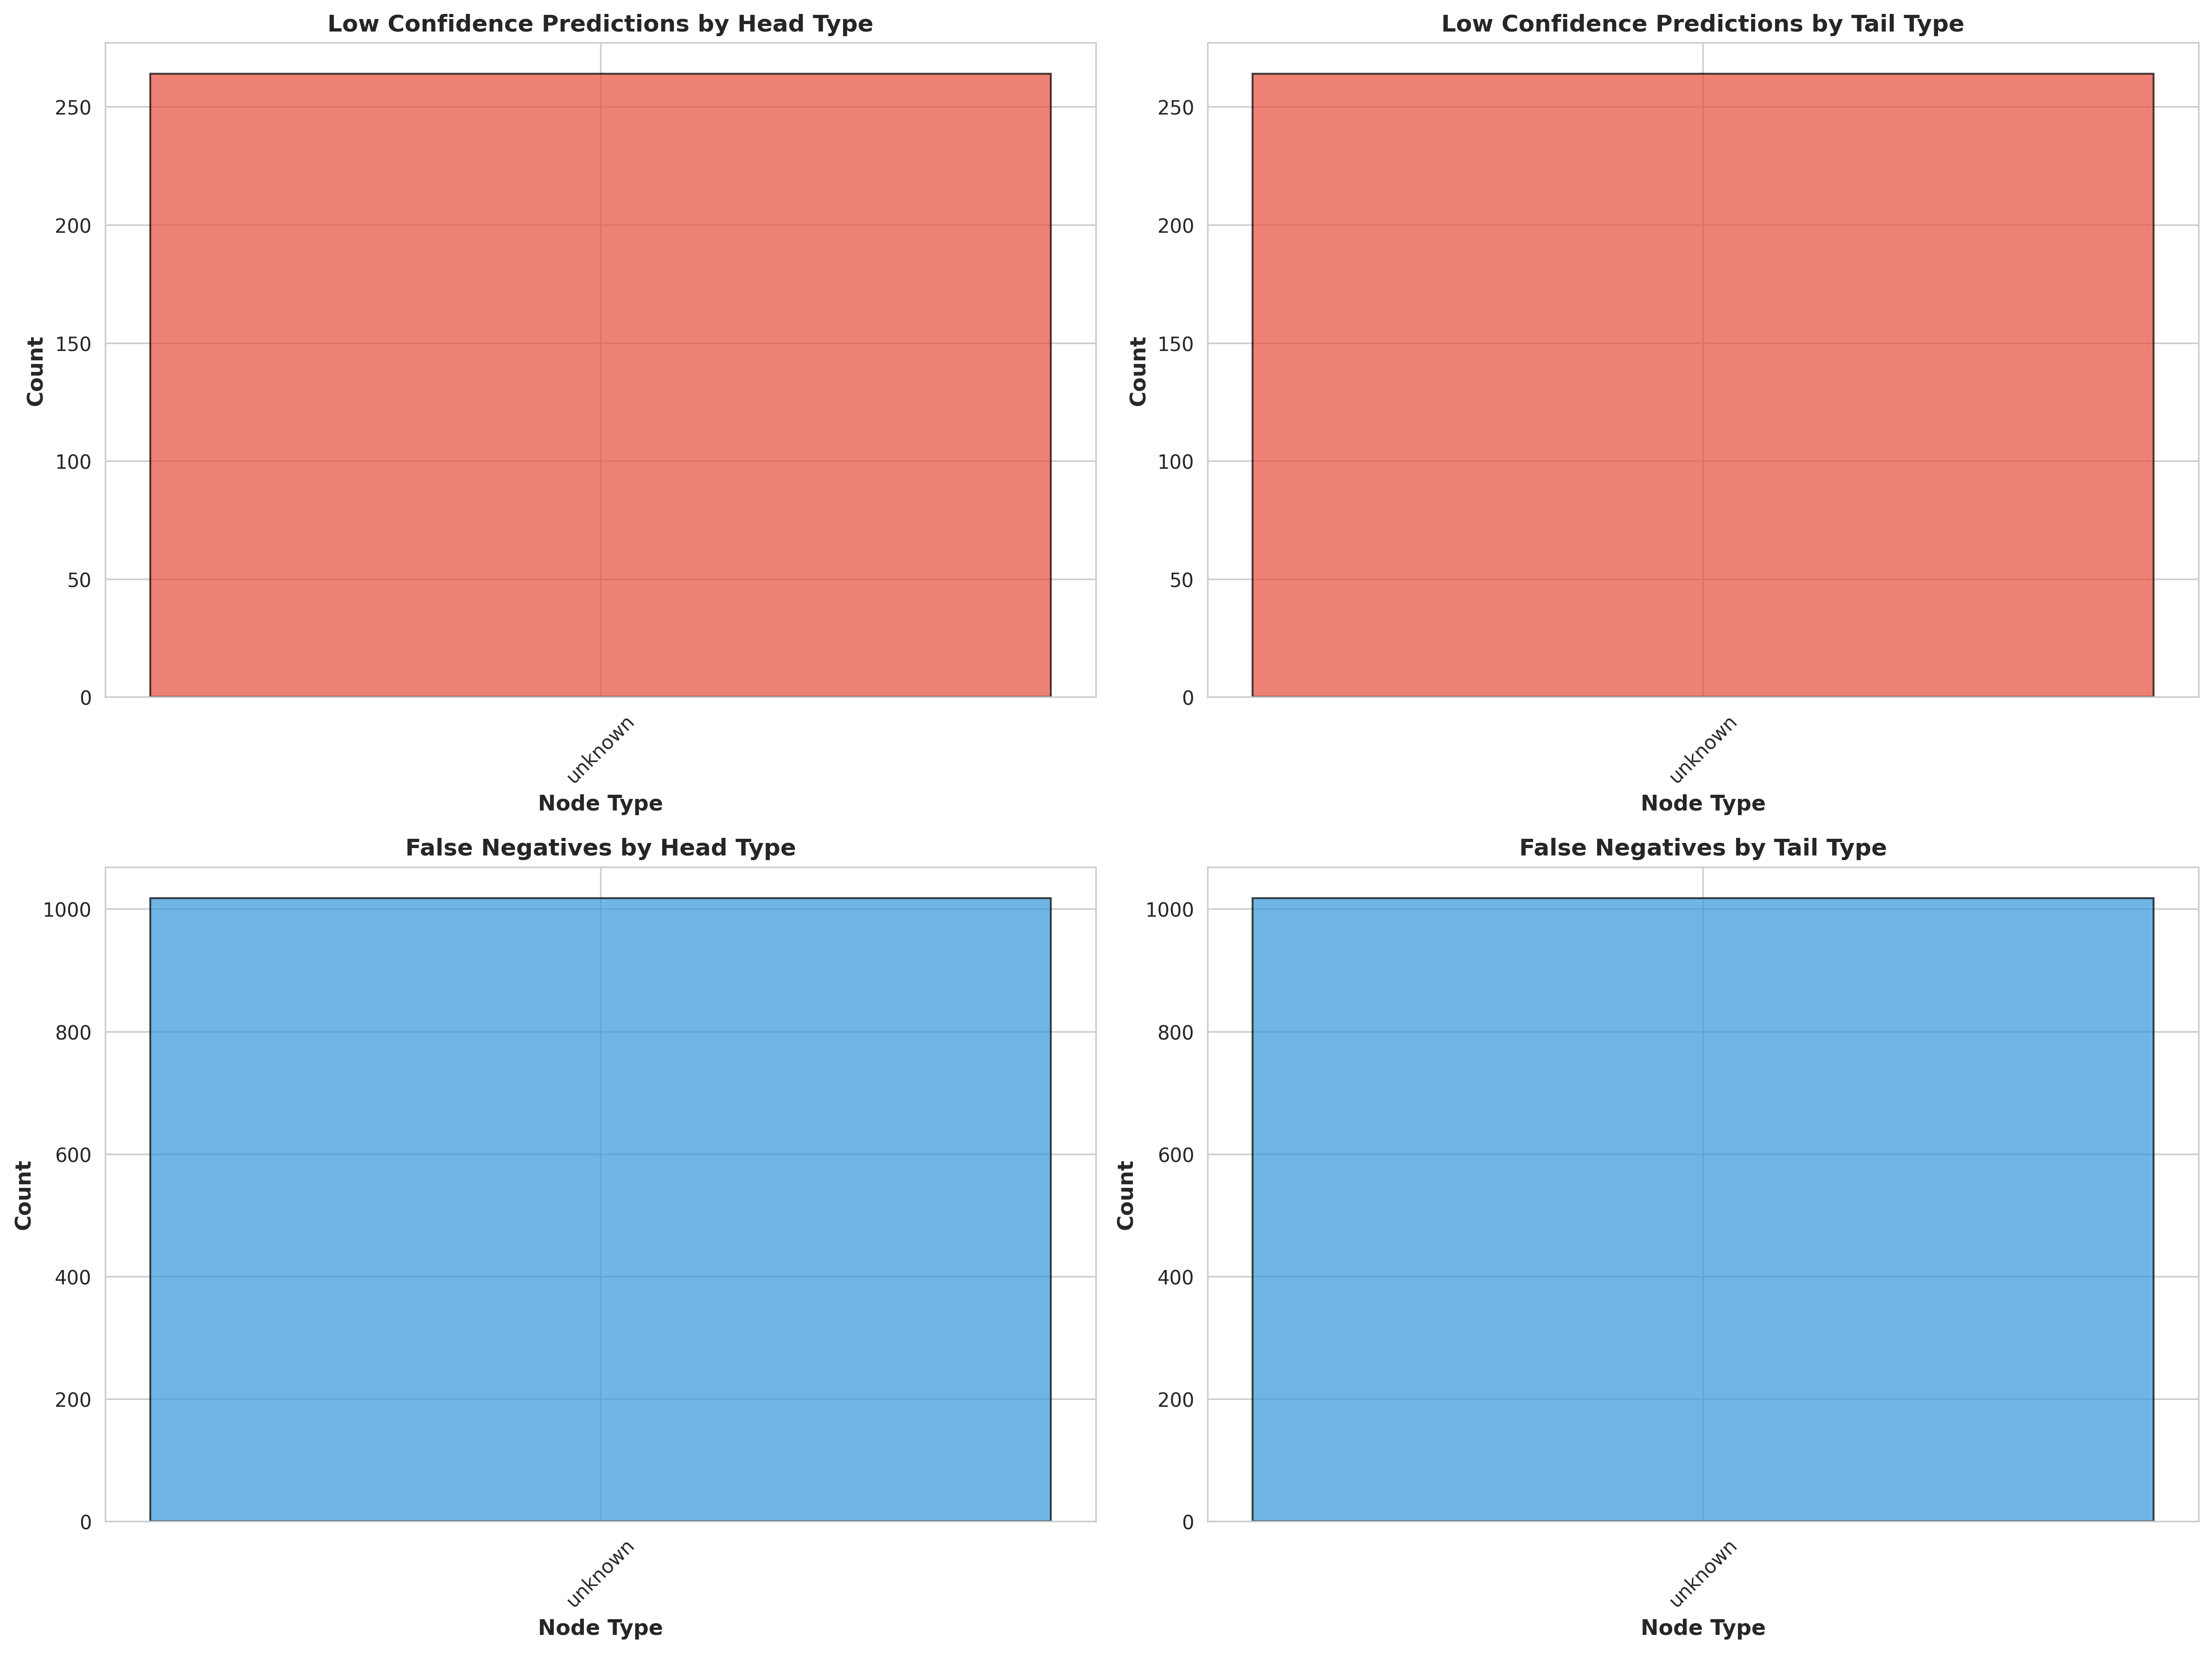 Low Confidence Predictions by Head Type
Count
250
200
150
100
50
0
unknown
Node Type
Low Confidence Predictions by Tail Type
Count
250
200
150
100
50
0
unknown
Node Type
False Negatives by Head Type
Count
1000
800
600
400
200
0
unknown
Node Type
False Negatives by Tail Type
Count
1000
800
600
400
200
0
unknown
Node Type